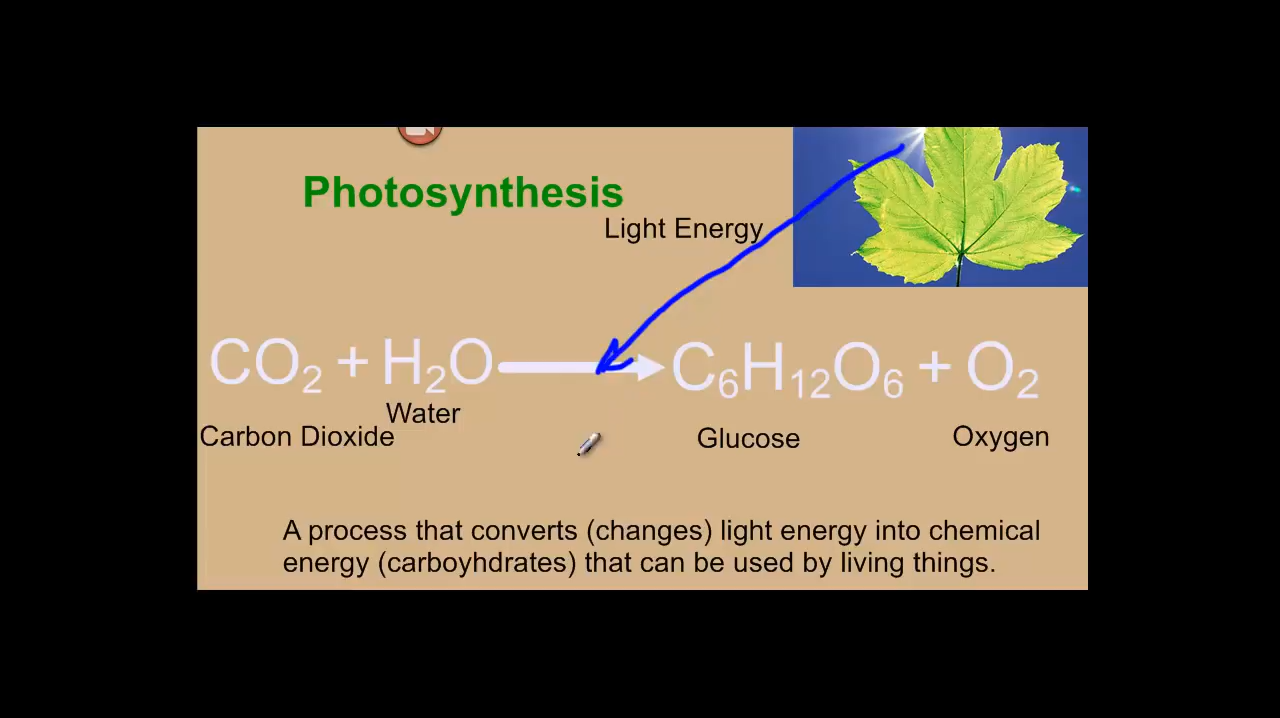 Photosynthesis
Light Energy
CO₂ + H₂O → C₆H₁₂O₆ + O₂
Water
Carbon Dioxide
Glucose
Oxygen
A process that converts (changes) light energy into chemical
energy (carboyhdrates) that can be used by living things.